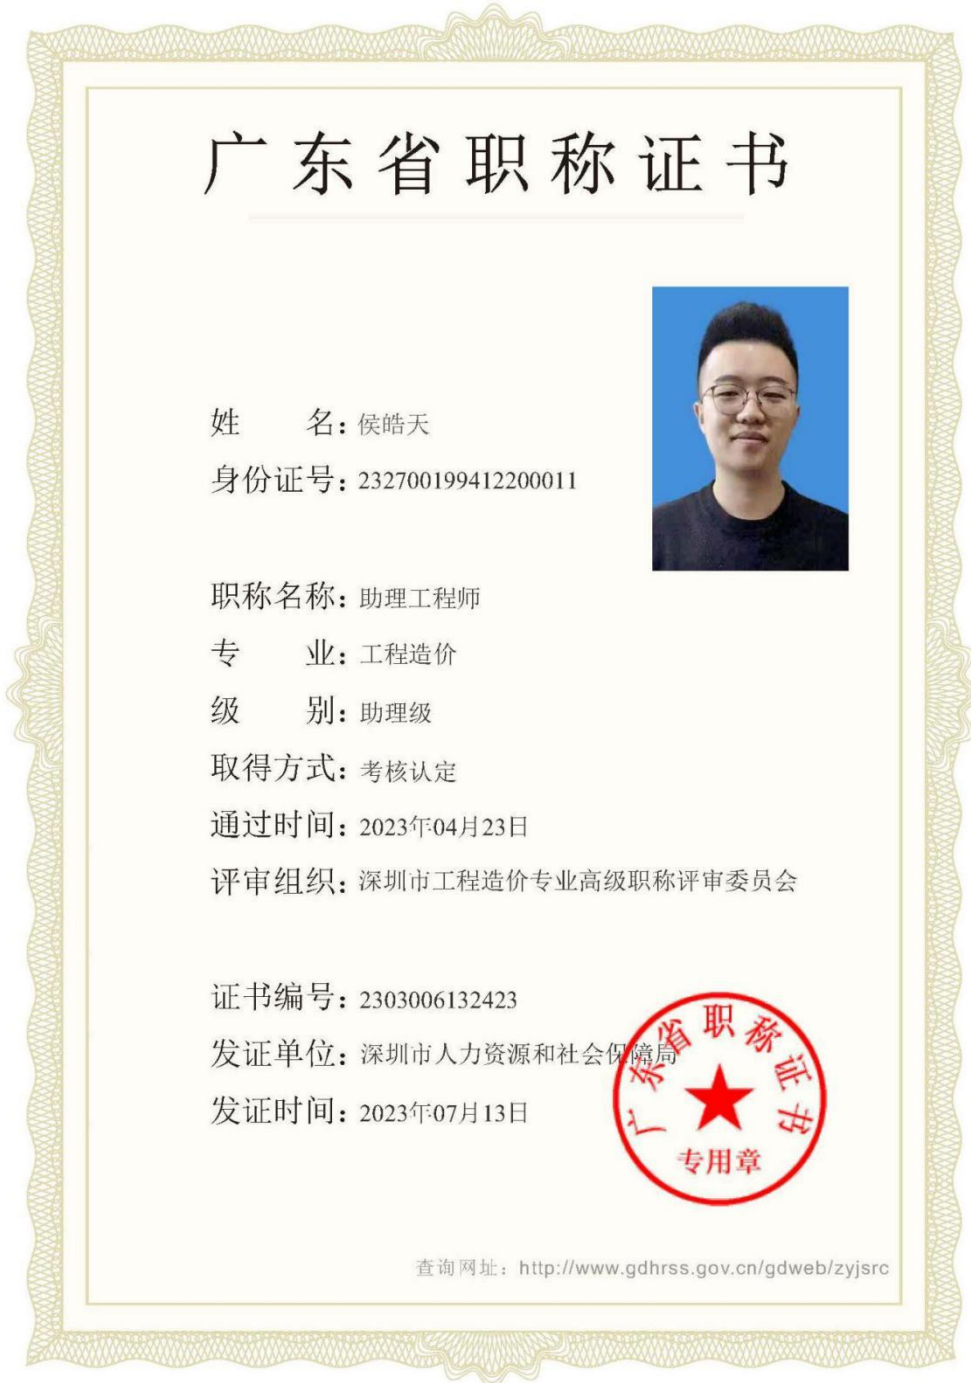 广东省职称证书
姓 名：侯皓天
身份证号：232700199412200011
职称名称：助理工程师
专 业：工程造价
级 别：助理级
取得方式：考核认定
通过时间：2023年04月23日
评审组织：深圳市工程造价专业高级职称评审委员会
证书编号：2303006132423
发证单位：深圳市人力资源和社会保障局
发证时间：2023年07月13日
广东省职称证书
专用章
查询网址：http://www.gdhrss.gov.cn/gdweb/zyjsrc